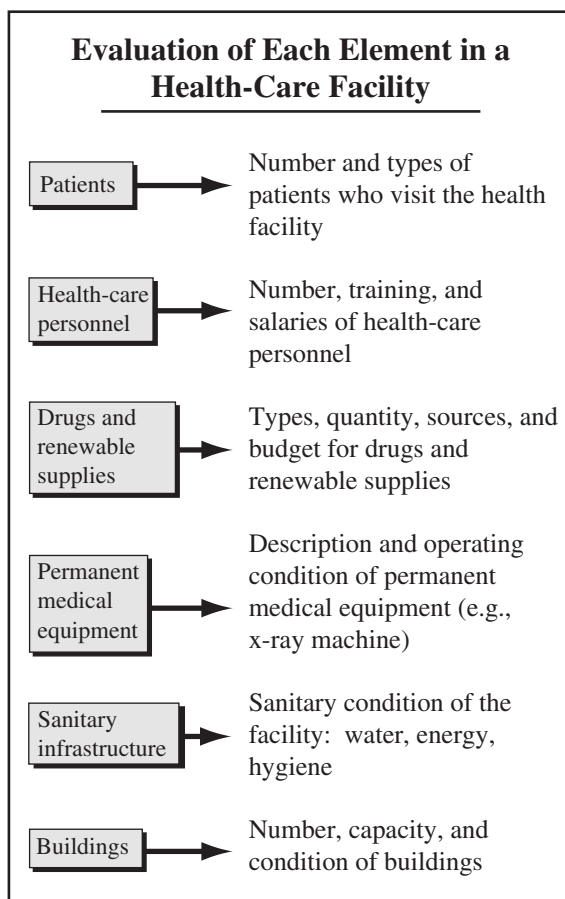 Evaluation of Each Element in a
Health-Care Facility
Patients
Number and types of
patients who visit the health
facility
Health-care
personnel
Number, training, and
salaries of health-care
personnel
Drugs and
renewable
supplies
Types, quantity, sources, and
budget for drugs and
renewable supplies
Permanent
medical
equipment
Description and operating
condition of permanent
medical equipment (e.g.,
x-ray machine)
Sanitary
infrastructure
Sanitary condition of the
facility: water, energy,
hygiene
Buildings
Number, capacity, and
condition of buildings